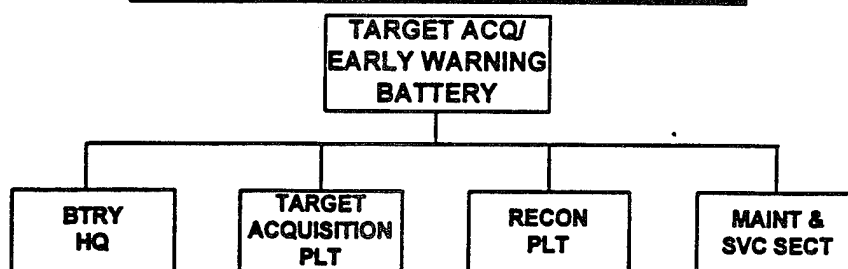 TARGET ACQ/
EARLY WARNING
BATTERY
BTRY
HQ
TARGET
ACQUISITION
PLT
RECON
PLT
MAINT &
SVC SECT